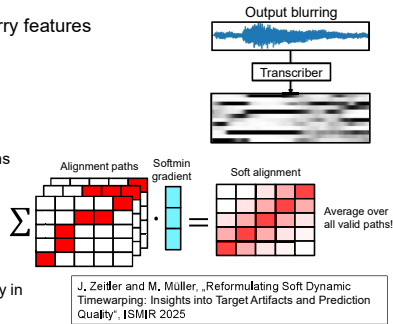 Output blurring
rry features
Transcriber
ns
Alignment paths
Softmin
gradient
Soft alignment
∑
·
=
Average over
all valid paths!
y in
J. Zeitler and M. Müller, „Reformulating Soft Dynamic
Timewarping: Insights into Target Artifacts and Prediction
Quality“, ISMIR 2025